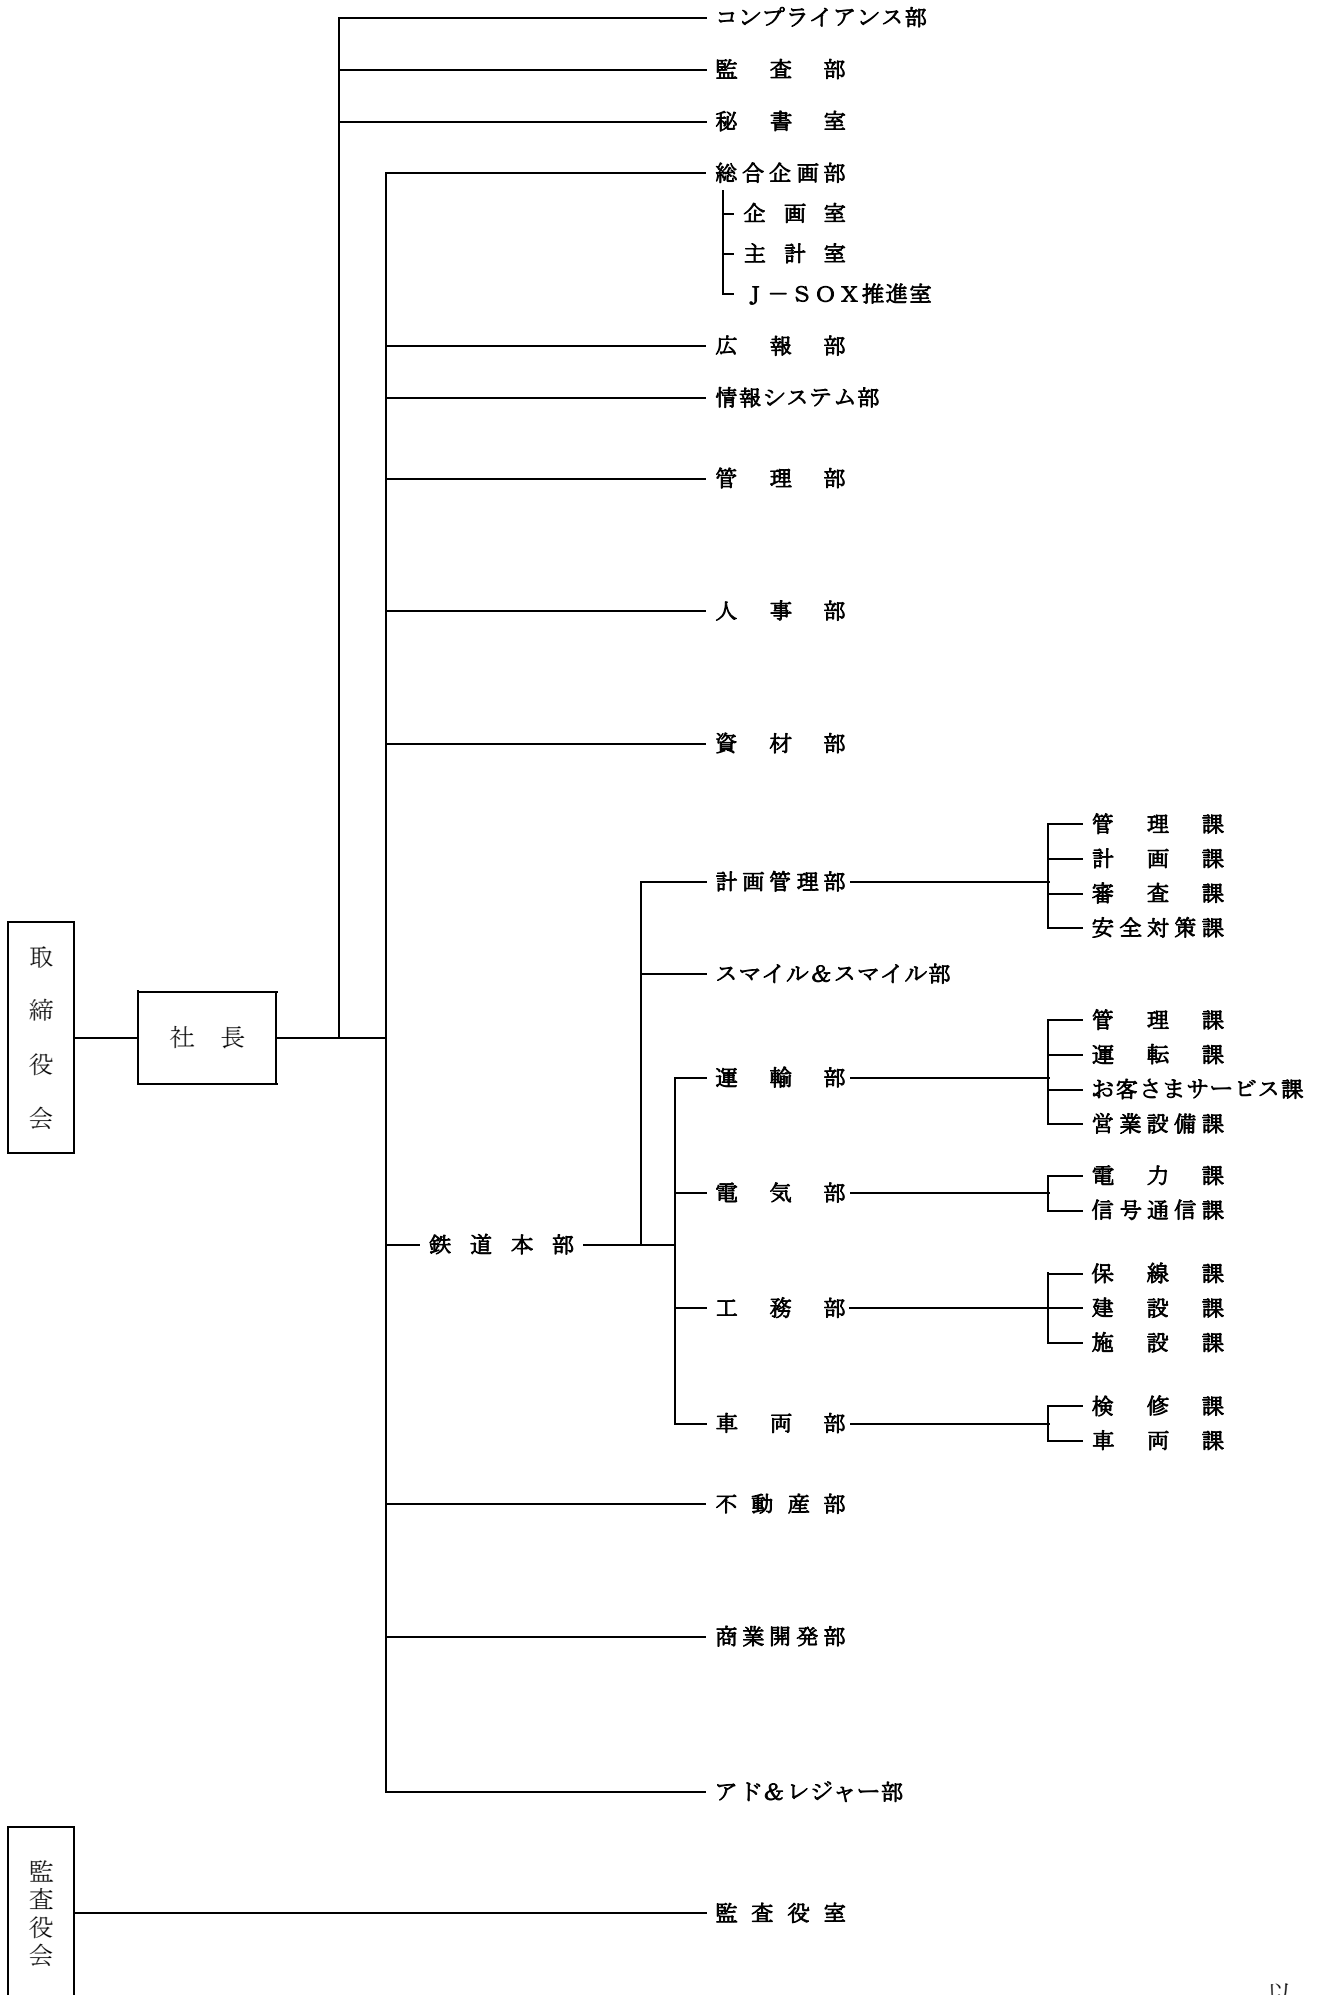 コンプライアンス部
監査部
秘書室
総合企画部
企画室
主計室
J－SOX推進室
広報部
情報システム部
管理部
人事部
資材部
管理課
計画課
計画管理部
審査課
安全対策課
取締役会
スマイル＆スマイル部
社長
管理課
運転課
運輸部
お客さまサービス課
営業設備課
電力課
電気部
信号通信課
鉄道本部
保線課
工務部
建設課
施設課
検修課
車両部
車両課
不動産部
商業開発部
アド＆レジャー部
監査役会
監査役室
以